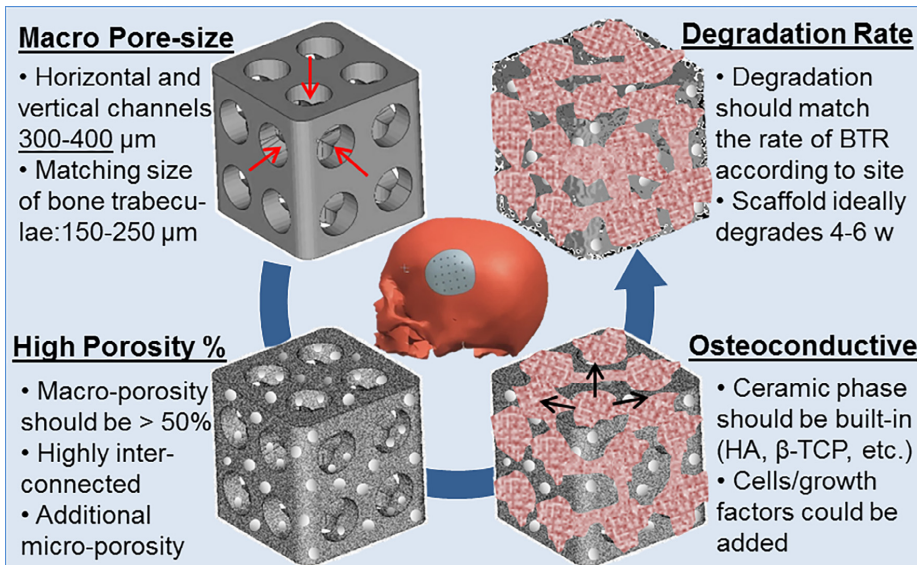 Macro Pore-size
• Horizontal and
vertical channels
300-400 µm
• Matching size
of bone trabecu-
lae:150-250 µm
Degradation Rate
• Degradation
should match
the rate of BTR
according to site
• Scaffold ideally
degrades 4-6 w
High Porosity %
• Macro-porosity
should be > 50%
• Highly inter-
connected
• Additional
micro-porosity
Osteoconductive
• Ceramic phase
should be built-in
(HA, β-TCP, etc.)
• Cells/growth
factors could be
added